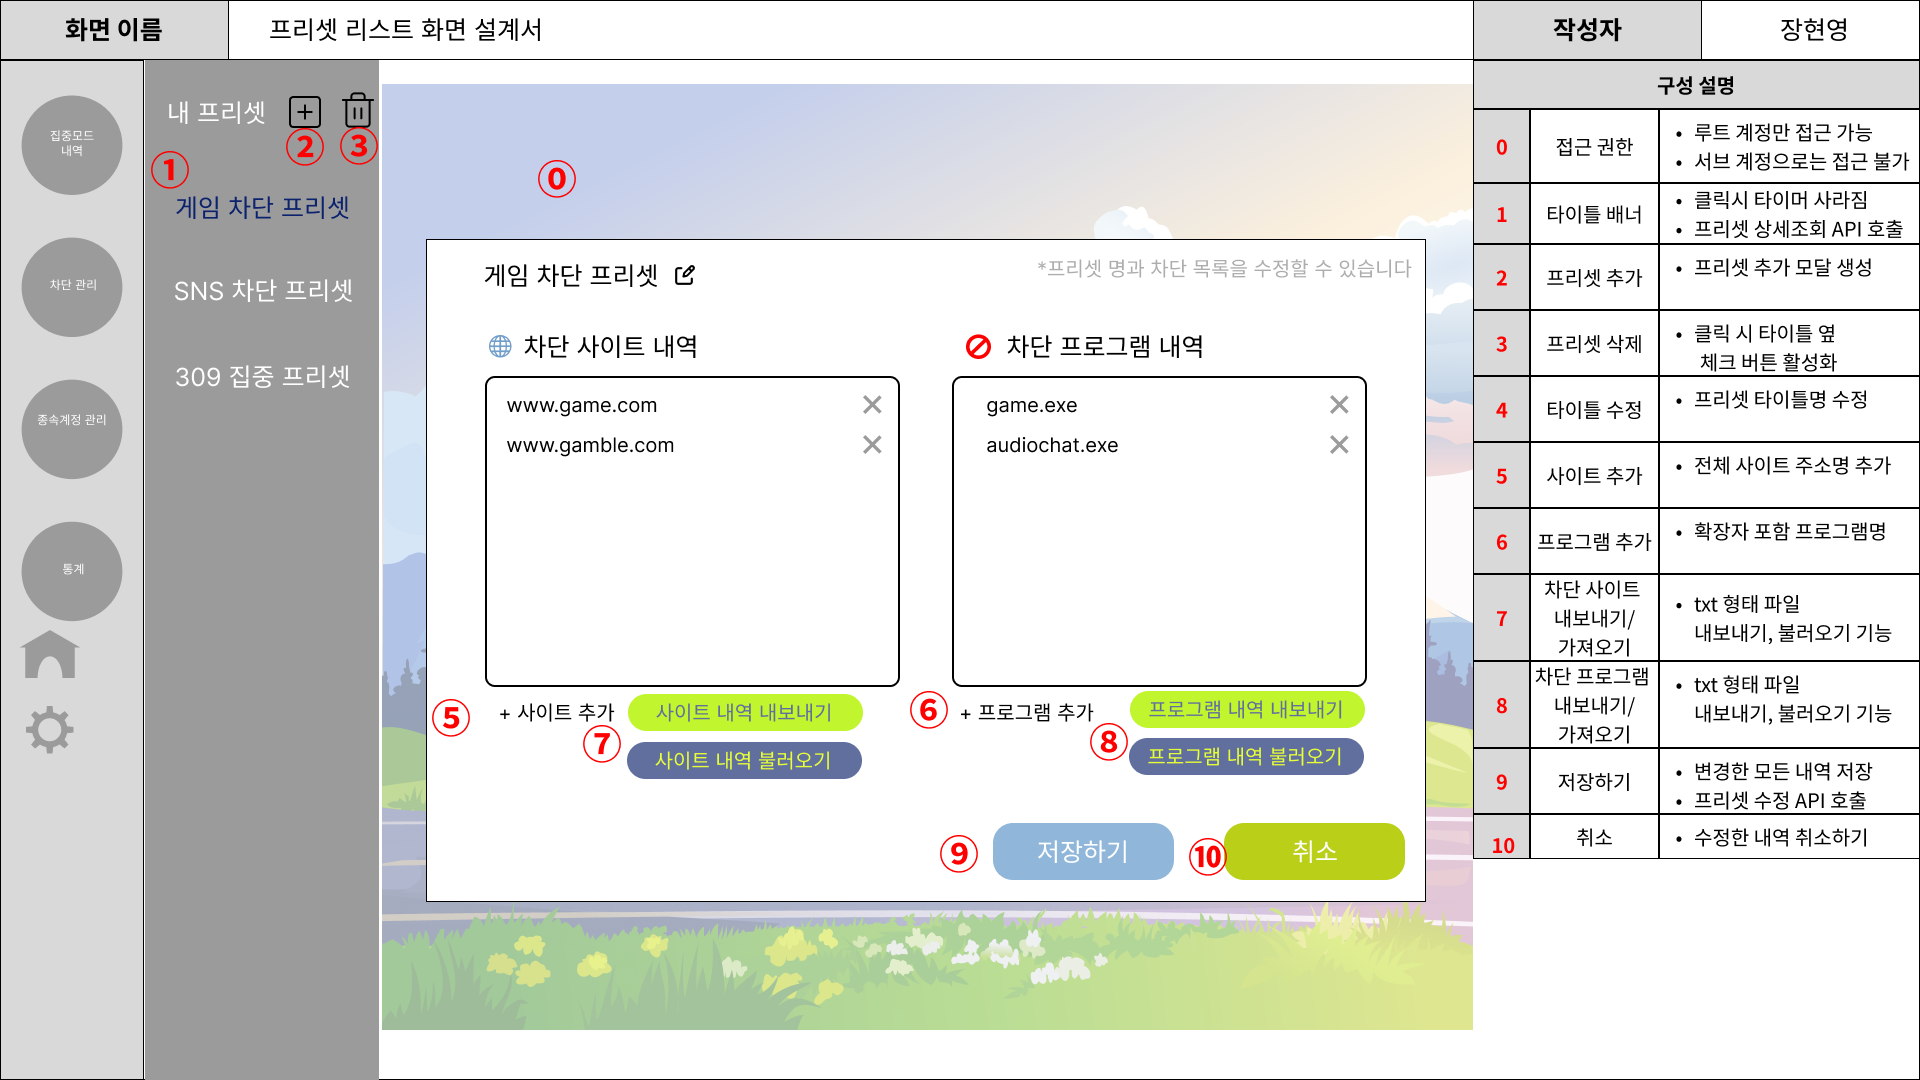 화면 이름
프리셋 리스트 화면 설계서
작성자
장현영
집중모드
내역
차단 관리
종속계정 관리
통계
내 프리셋
②
③
①
게임 차단 프리셋
SNS 차단 프리셋
309 집중 프리셋
⓪
게임 차단 프리셋
*프리셋 명과 차단 목록을 수정할 수 있습니다
차단 사이트 내역
www.game.com
www.gamble.com
차단 프로그램 내역
game.exe
audiochat.exe
⑤
+ 사이트 추가
사이트 내역 내보내기
⑦
사이트 내역 불러오기
⑥
+ 프로그램 추가
프로그램 내역 내보내기
⑧
프로그램 내역 불러오기
⑨
저장하기
⑩
취소
구성 설명
0
접근 권한
• 루트 계정만 접근 가능
• 서브 계정으로는 접근 불가
1
타이틀 배너
• 클릭시 타이머 사라짐
• 프리셋 상세조회 API 호출
2
프리셋 추가
• 프리셋 추가 모달 생성
3
프리셋 삭제
• 클릭 시 타이틀 옆
체크 버튼 활성화
4
타이틀 수정
• 프리셋 타이틀명 수정
5
사이트 추가
• 전체 사이트 주소명 추가
6
프로그램 추가
• 확장자 포함 프로그램명
7
차단 사이트
내보내기/
가져오기
• txt 형태 파일
내보내기, 불러오기 기능
8
차단 프로그램
내보내기/
가져오기
• txt 형태 파일
내보내기, 불러오기 기능
9
저장하기
• 변경한 모든 내역 저장
• 프리셋 수정 API 호출
10
취소
• 수정한 내역 취소하기